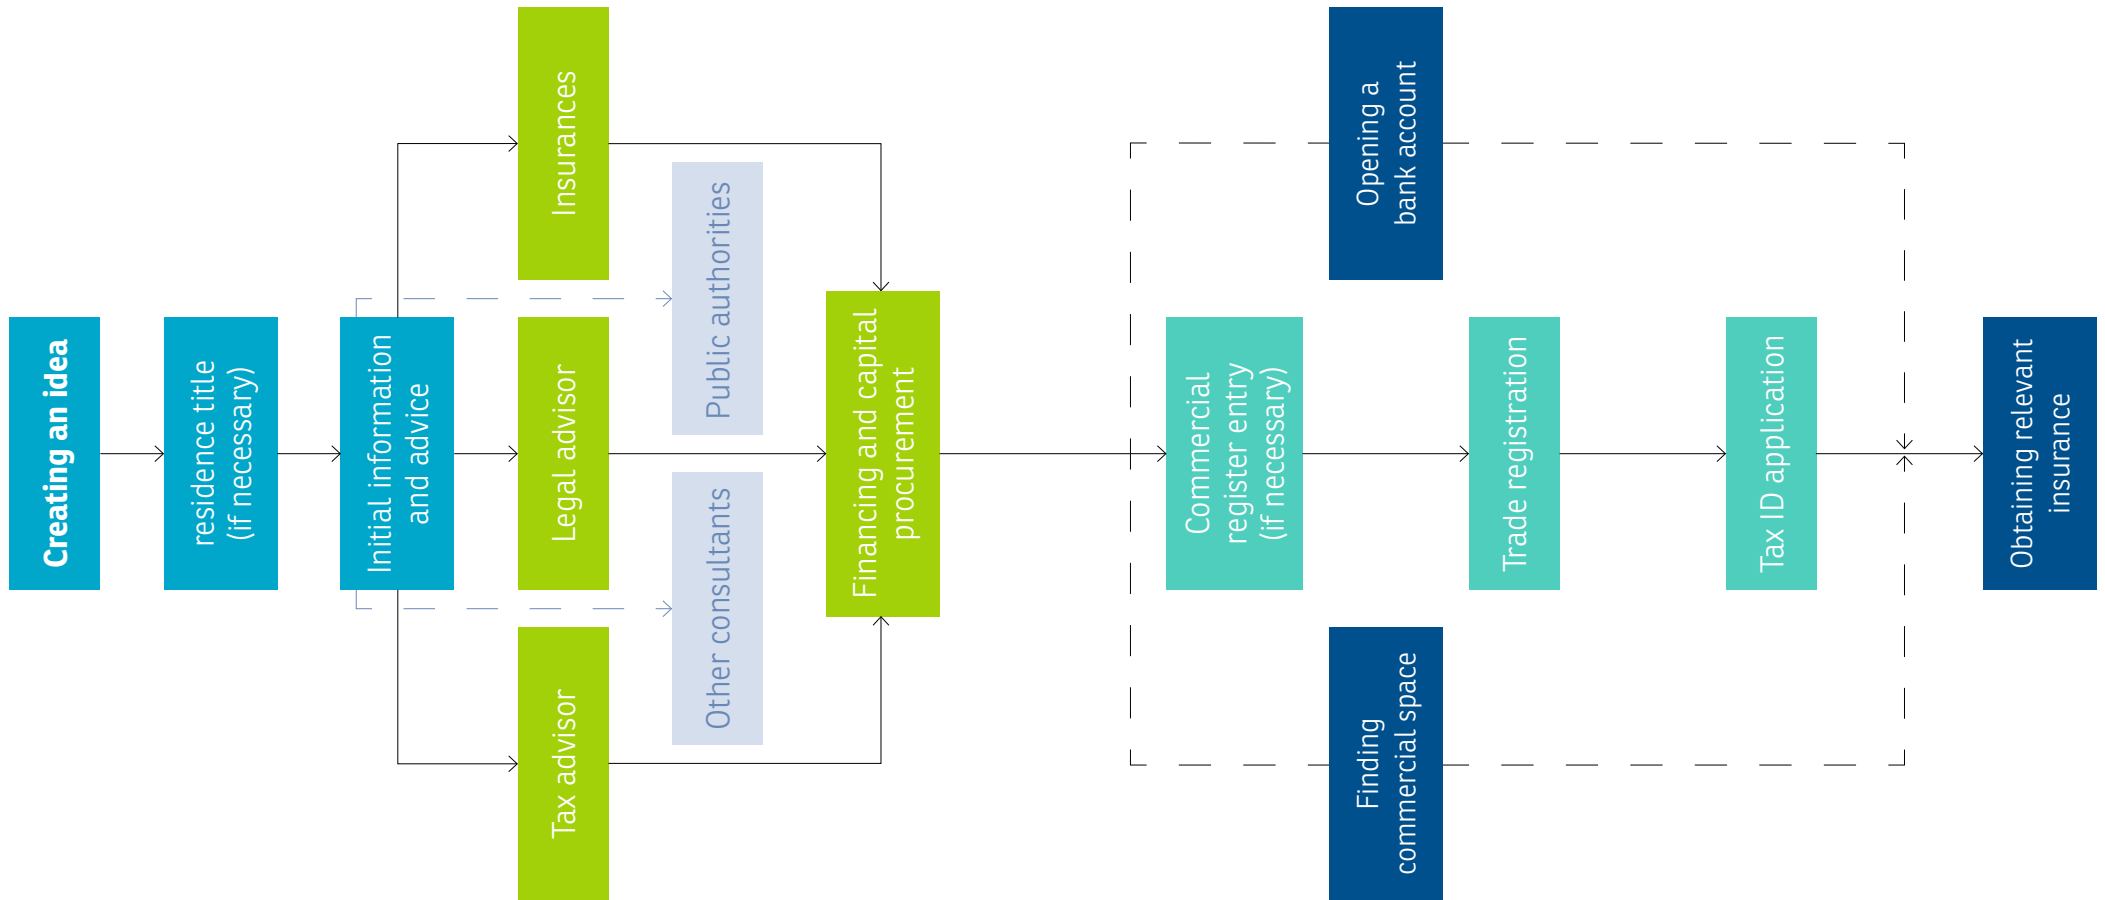 Creating an idea
residence title
(if necessary)
Initial information
and advice
Tax advisor
Legal advisor
Insurances
Other consultants
Public authorities
Financing and capital
procurement
Commercial
register entry
(if necessary)
Finding
commercial space
Opening a
bank account
Trade registration
Tax ID application
Obtaining relevant
insurance